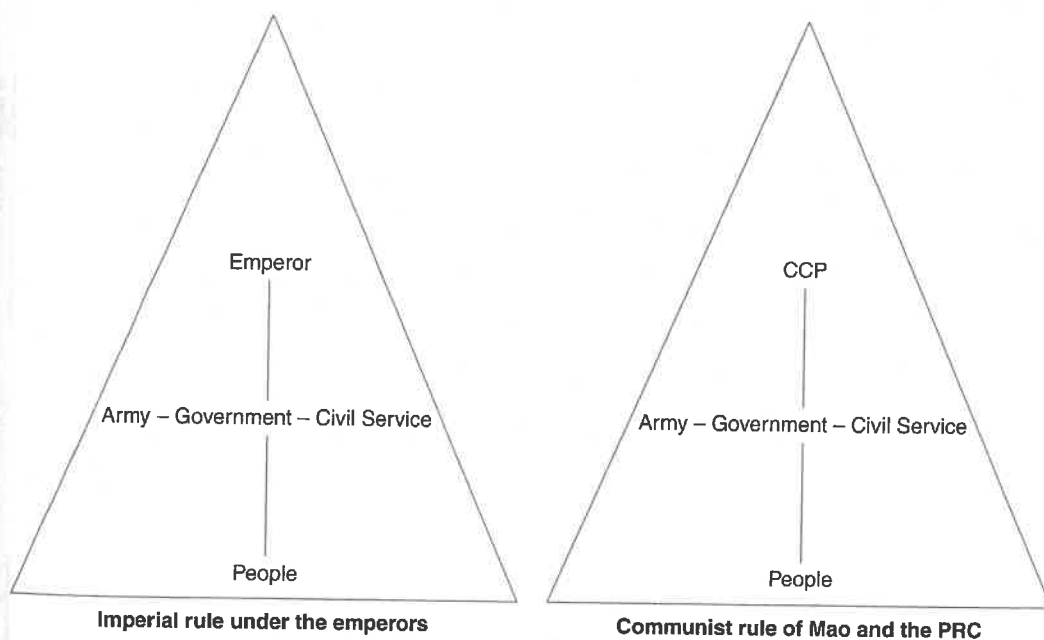 Emperor
Army – Government – Civil Service
People
Imperial rule under the emperors
CCP
Army – Government – Civil Service
People
Communist rule of Mao and the PRC